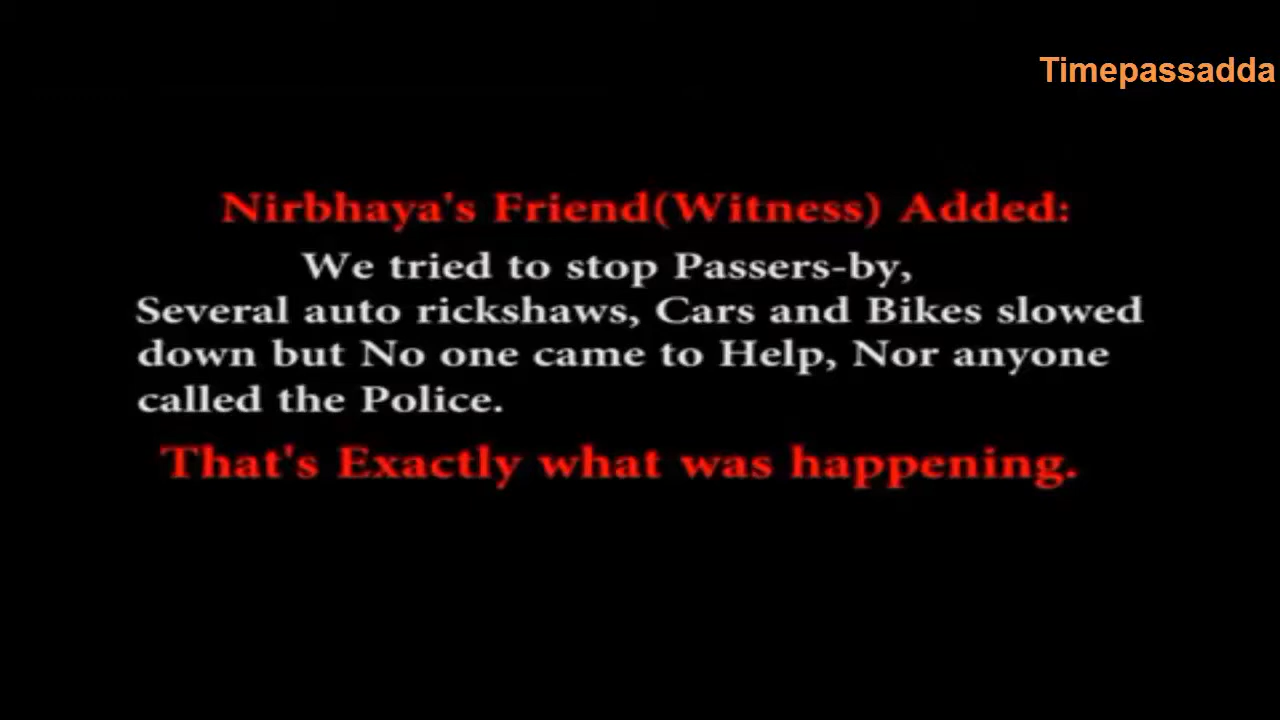 Timepassadda
Nirbhaya's Friend(Witness) Added:
We tried to stop Passers-by,
Several auto rickshaws, Cars and Bikes slowed
down but No one came to Help, Nor anyone
called the Police.
That's Exactly what was happening.